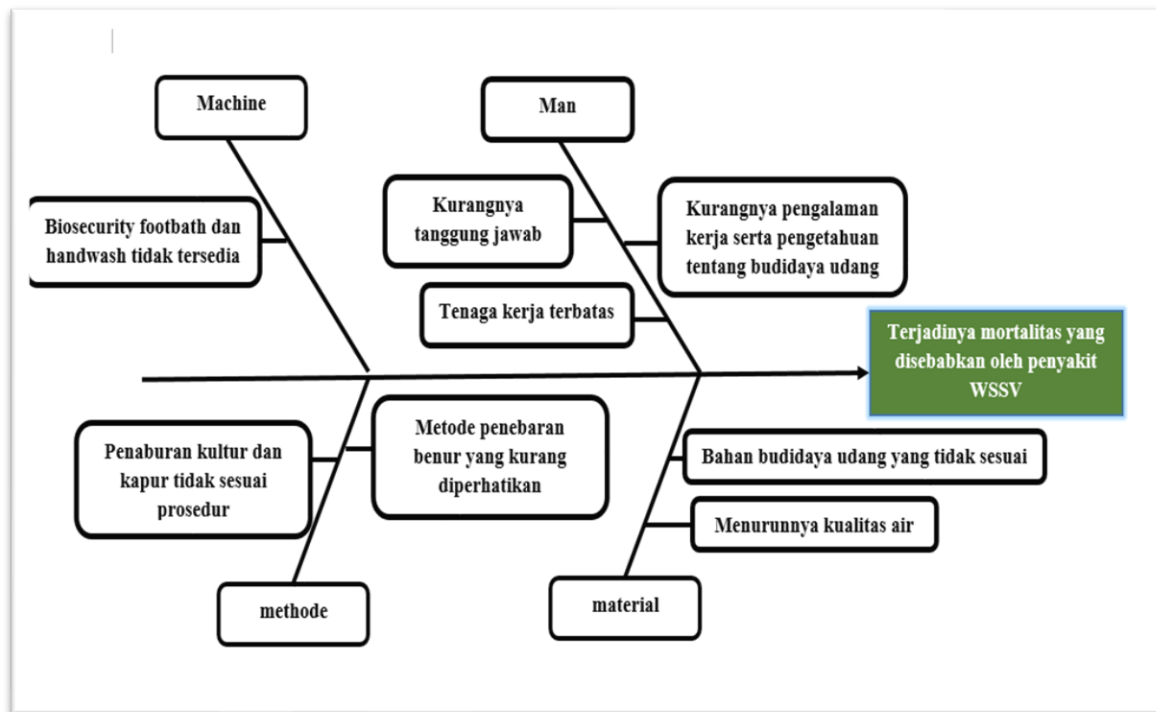 Machine
Man
Biosecurity footbath dan
handwash tidak tersedia
Kurangnya
tanggung jawab
Kurangnya pengalaman
kerja serta pengetahuan
tentang budidaya udang
Tenaga kerja terbatas
Terjadinya mortalitas yang
disebabkan oleh penyakit
WSSV
Penaburan kultur dan
kapur tidak sesuai
prosedur
Metode penebaran
benur yang kurang
diperhatikan
Bahan budidaya udang yang tidak sesuai
Menurunnya kualitas air
methode
material